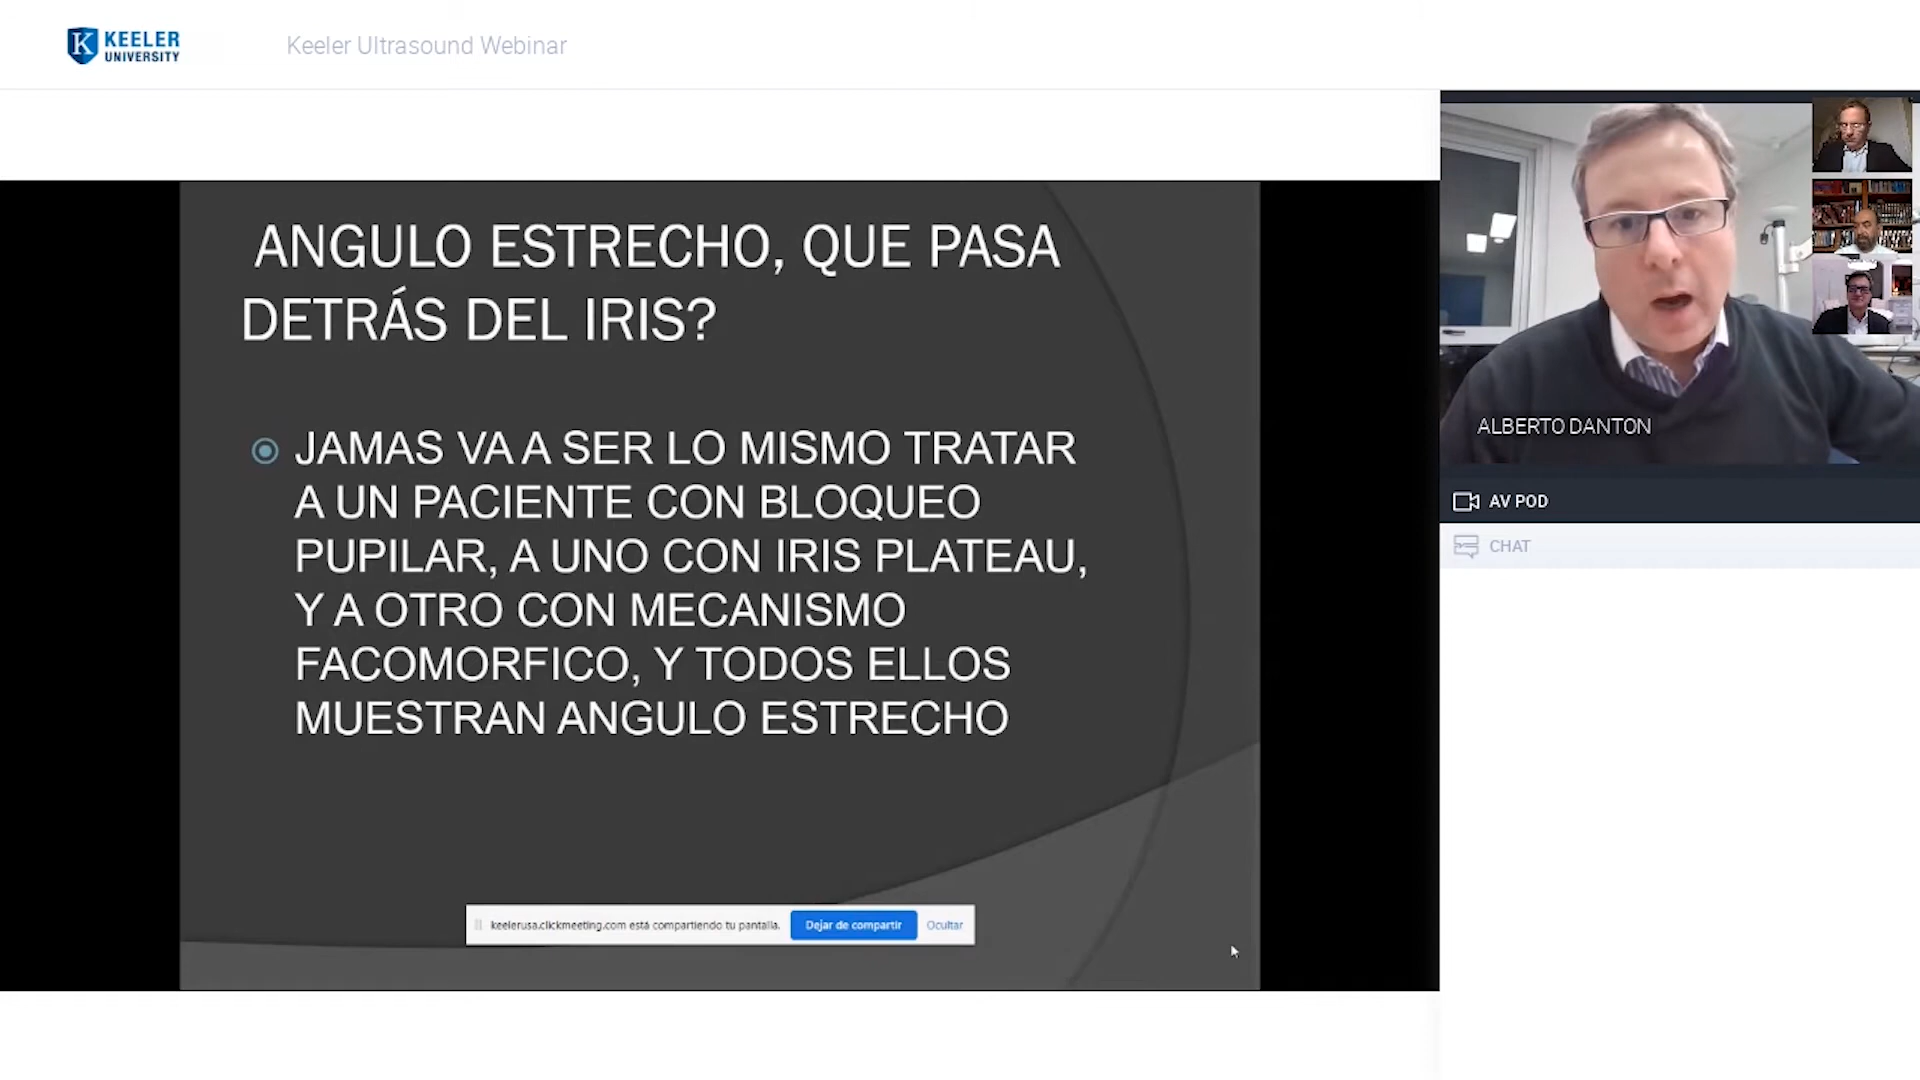 KEELER
UNIVERSITY
Keeler Ultrasound Webinar
ANGULO ESTRECHO, QUE PASA
DETRÁS DEL IRIS?
JAMAS VA A SER LO MISMO TRATAR
A UN PACIENTE CON BLOQUEO
PUPILAR, A UNO CON IRIS PLATEAU,
Y A OTRO CON MECANISMO
FACOMORFICO, Y TODOS ELLOS
MUESTRAN ANGULO ESTRECHO
keelerusa.clickmeeting.com está compartiendo tu pantalla.
Dejar de compartir
Ocultar
ALBERTO DANTON
AV POD
CHAT